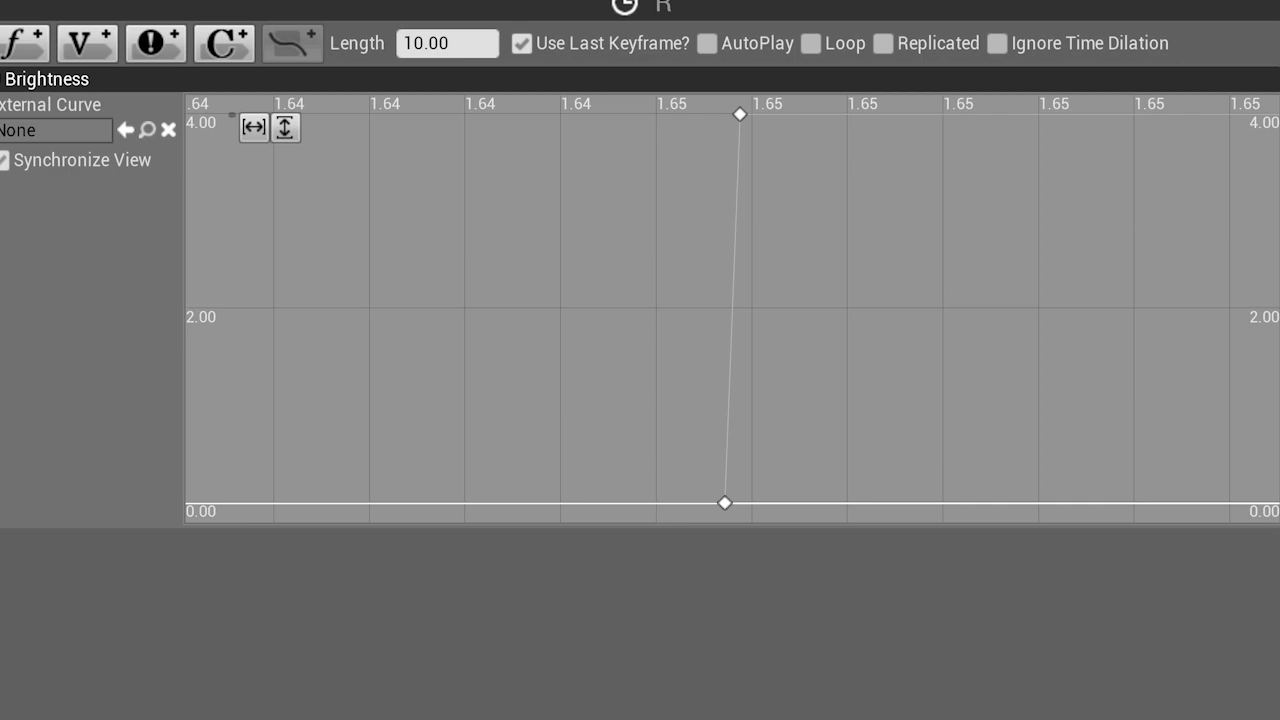 R
f+ V+ !+ C+ + Length 10.00 Use Last Keyframe? AutoPlay Loop Replicated Ignore Time Dilation
Brightness
xternal Curve
None
Synchronize View
.64 1.64 1.64 1.64 1.64 1.65 1.65 1.65 1.65 1.65 1.65 1.65
4.00 4.00
2.00 2.00
0.00 0.00